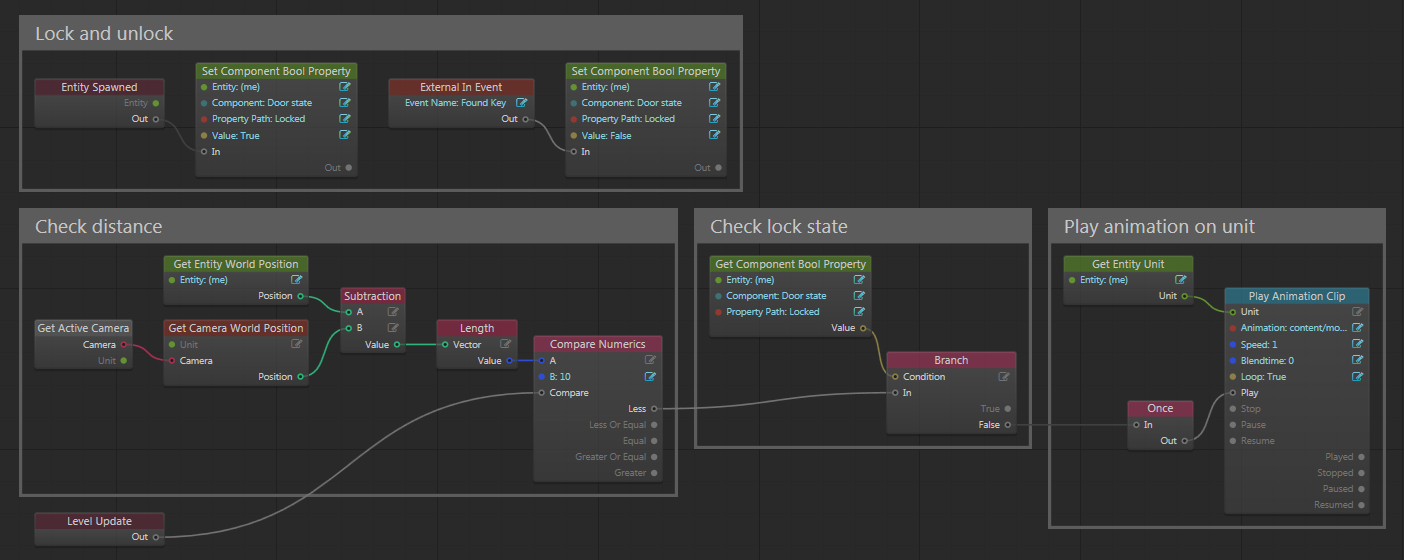 Lock and unlock
Entity Spawned
Entity
Out
Set Component Bool Property
Entity: (me)
Component: Door state
Property Path: Locked
Value: True
In
Out
External In Event
Event Name: Found Key
Out
Set Component Bool Property
Entity: (me)
Component: Door state
Property Path: Locked
Value: False
In
Out
Check distance
Get Entity World Position
Entity: (me)
Position
Get Active Camera
Camera
Unit
Get Camera World Position
Unit
Camera
Position
Subtraction
A
B
Value
Length
Vector
Value
Compare Numerics
A
B: 10
Compare
Less
Less Or Equal
Equal
Greater Or Equal
Greater
Level Update
Out
Check lock state
Get Component Bool Property
Entity: (me)
Component: Door state
Property Path: Locked
Value
Branch
Condition
In
True
False
Play animation on unit
Get Entity Unit
Entity: (me)
Unit
Once
In
Out
Play Animation Clip
Unit
Animation: content/mo...
Speed: 1
Blendtime: 0
Loop: True
Play
Stop
Pause
Resume
Played
Stopped
Paused
Resumed